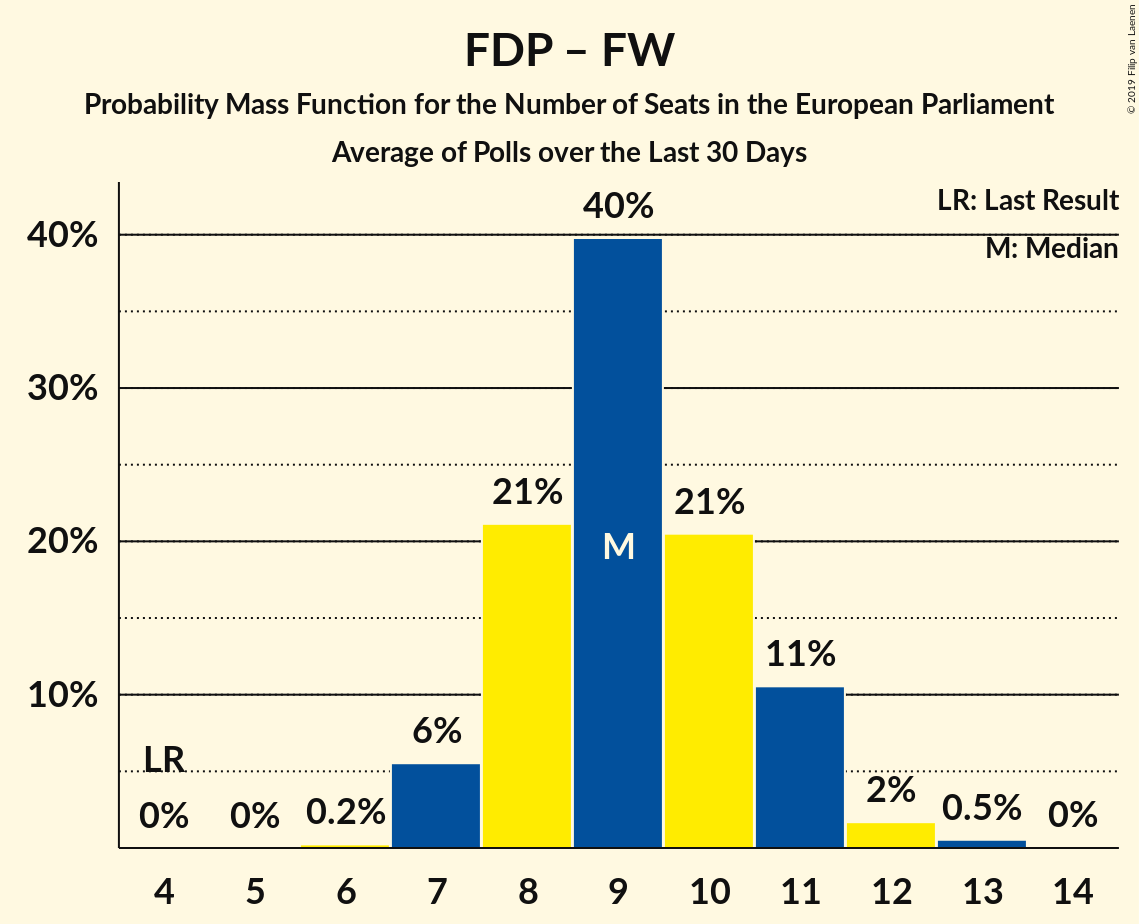 FDP – FW
Probability Mass Function for the Number of Seats in the European Parliament
Average of Polls over the Last 30 Days
© 2019 Filip van Laenen
LR: Last Result
M: Median
40%
30%
20%
10%
LR
0%
0%
0.2%
6%
21%
40%
M
21%
11%
2%
0.5%
0%
4 5 6 7 8 9 10 11 12 13 14